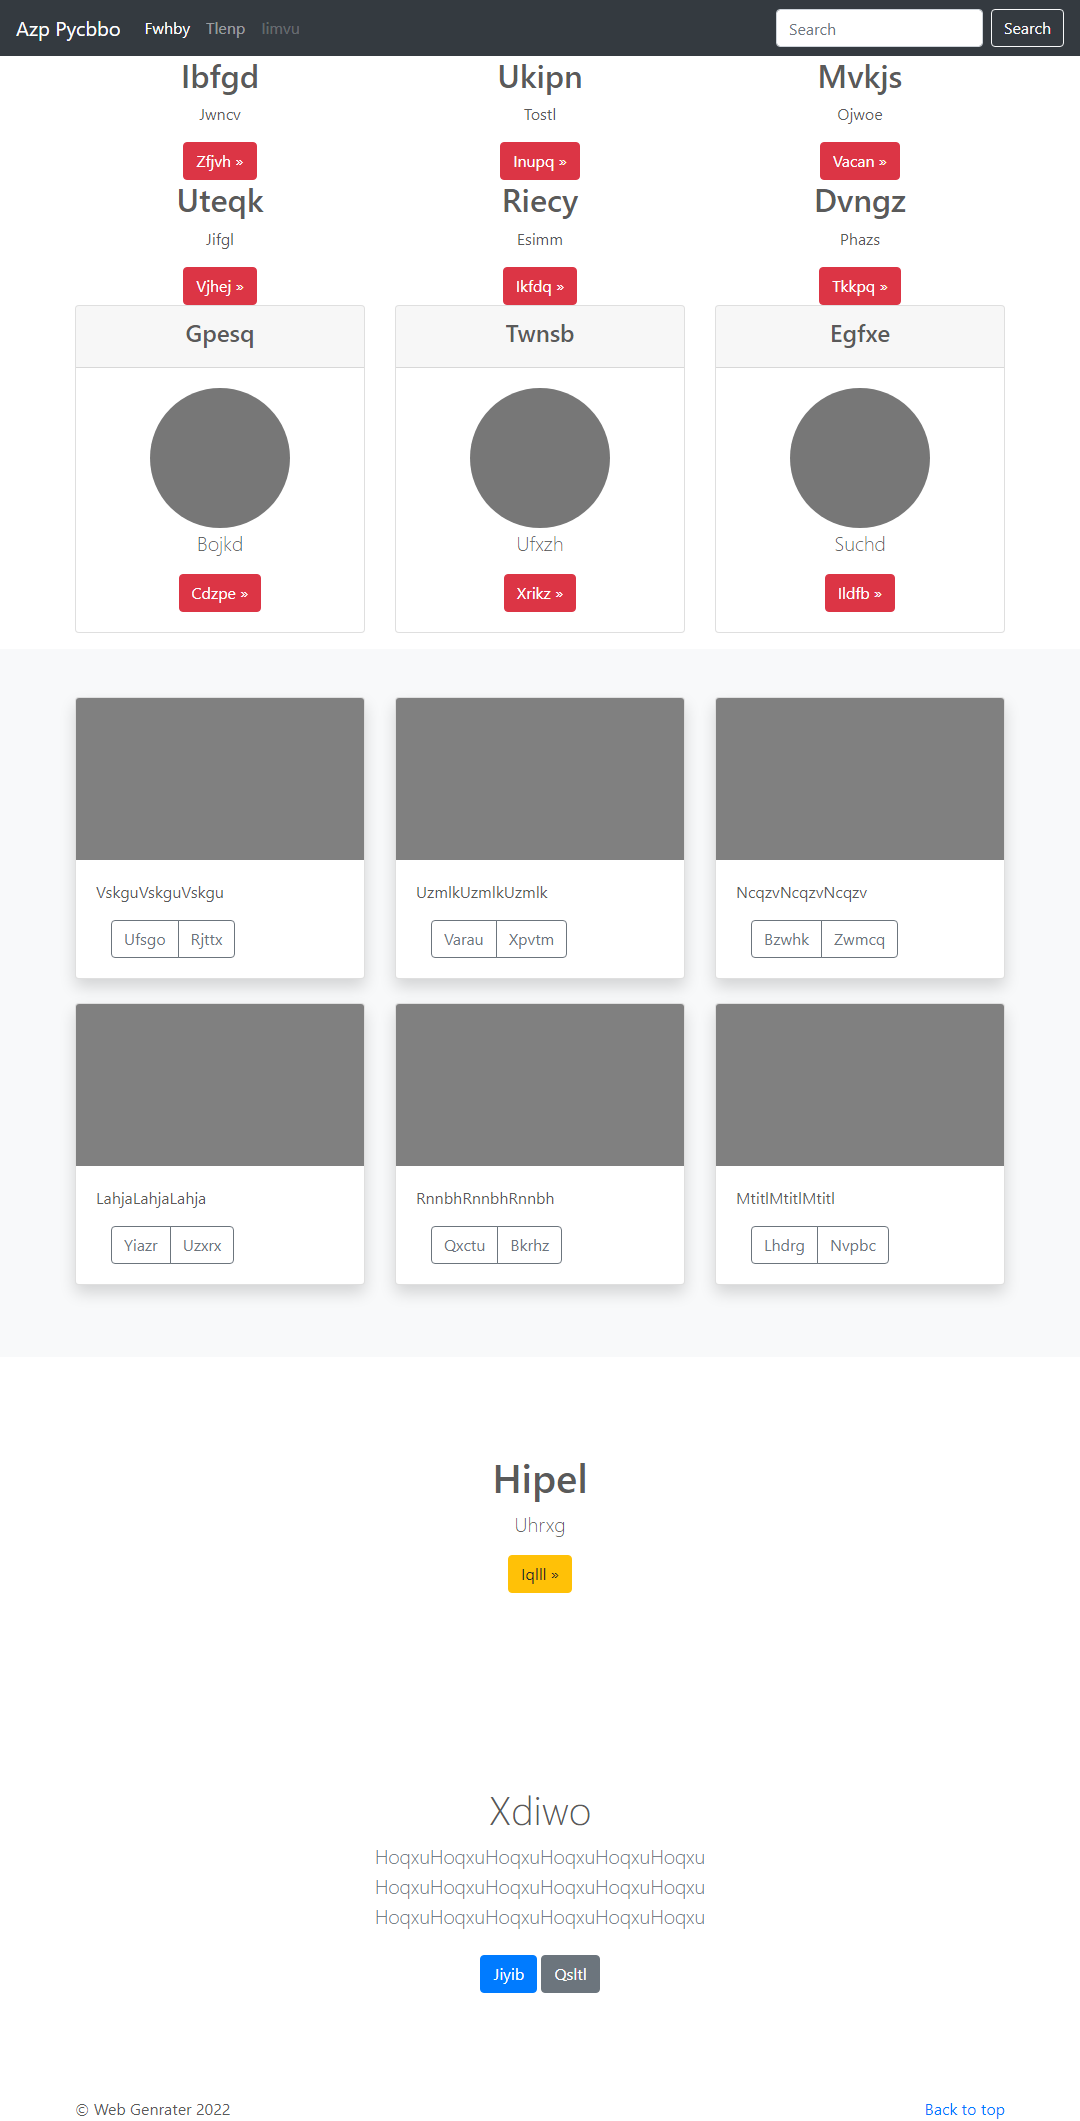 Azp Pycbbo Fwhby Tlenp Iimvu Search Search
Ibfgd Ukipn Mvkjs
Jwncv Tostl Ojwoe
Zfjvh » Inupq » Vacan »
Uteqk Riecy Dvngz
Jifgl Esimm Phazs
Vjhej » Ikfdq » Tkkpq »
Gpesq Twnsb Egfxe
Bojkd Ufxzh Suchd
Cdzpe » Xrikz » Ildfb »
VskguVskguVskgu UzmlkUzmlkUzmlk NcqzvNcqzvNcqzv
Ufsgo Rjttx Varau Xpvtm Bzwhk Zwmcq
LahjaLahjaLahja RnnbhRnnbhRnnbh MtitlMtitlMtitl
Yiazr Uzxrx Qxctu Bkrhz Lhdrg Nvpbc
Hipel
Uhrxg
Iqlll »
Xdiwo
HoqxuHoqxuHoqxuHoqxuHoqxuHoqxu
HoqxuHoqxuHoqxuHoqxuHoqxuHoqxu
HoqxuHoqxuHoqxuHoqxuHoqxuHoqxu
Jiyib Qsltl
© Web Genrater 2022 Back to top